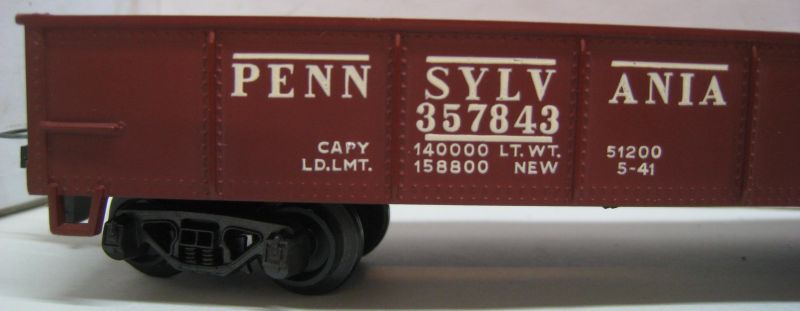 PENN SYLV ANIA
357843
CAPY 140000 LT. WT. 51200
LD.LMT. 158800 NEW 5-41